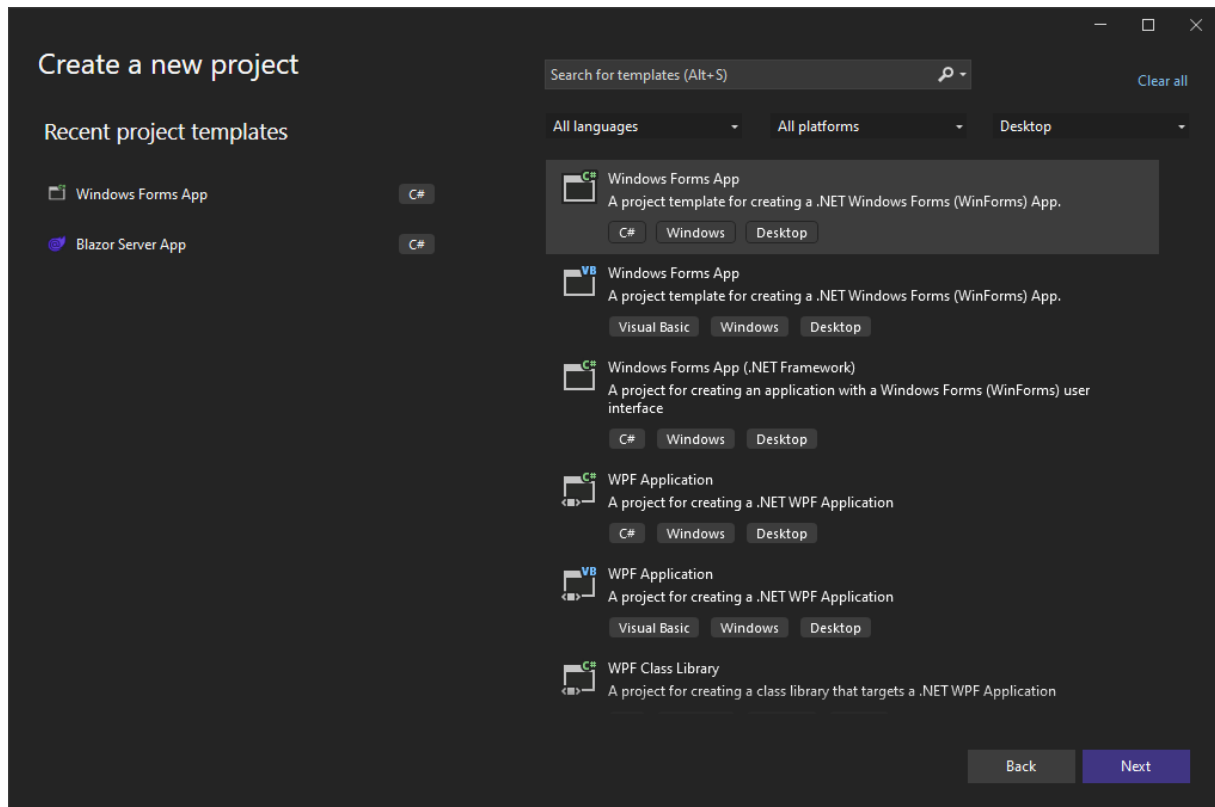 Create a new project
Search for templates (Alt+S)
Clear all
Recent project templates
All languages
All platforms
Desktop
Windows Forms App
C#
Blazor Server App
C#
C#
Windows Forms App
A project template for creating a .NET Windows Forms (WinForms) App.
C# Windows Desktop
VB
Windows Forms App
A project template for creating a .NET Windows Forms (WinForms) App.
Visual Basic Windows Desktop
C#
Windows Forms App (.NET Framework)
A project for creating an application with a Windows Forms (WinForms) user
interface
C# Windows Desktop
C#
WPF Application
A project for creating a .NET WPF Application
C# Windows Desktop
VB
WPF Application
A project for creating a .NET WPF Application
Visual Basic Windows Desktop
C#
WPF Class Library
A project for creating a class library that targets a .NET WPF Application
Back
Next